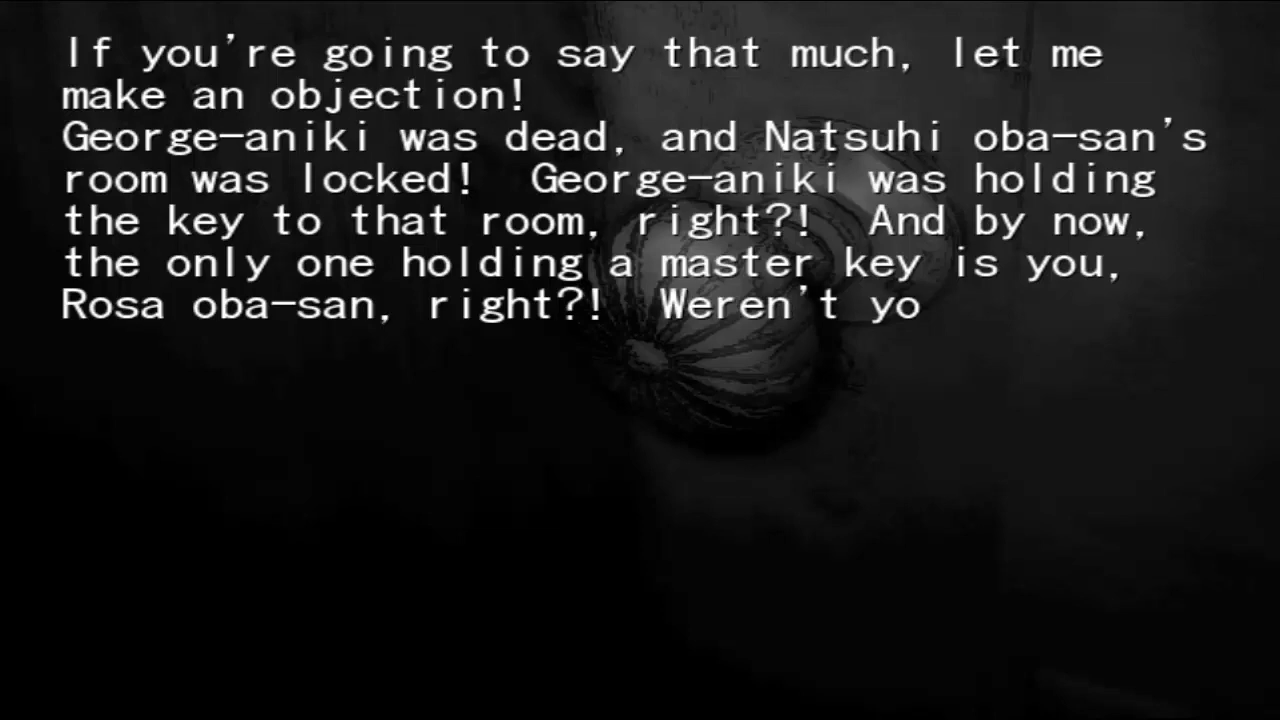 If you're going to say that much, let me
make an objection!
George-aniki was dead, and Natsuhi oba-san's
room was locked!  George-aniki was holding
the key to that room, right?!  And by now,
the only one holding a master key is you,
Rosa oba-san, right?!  Weren't yo